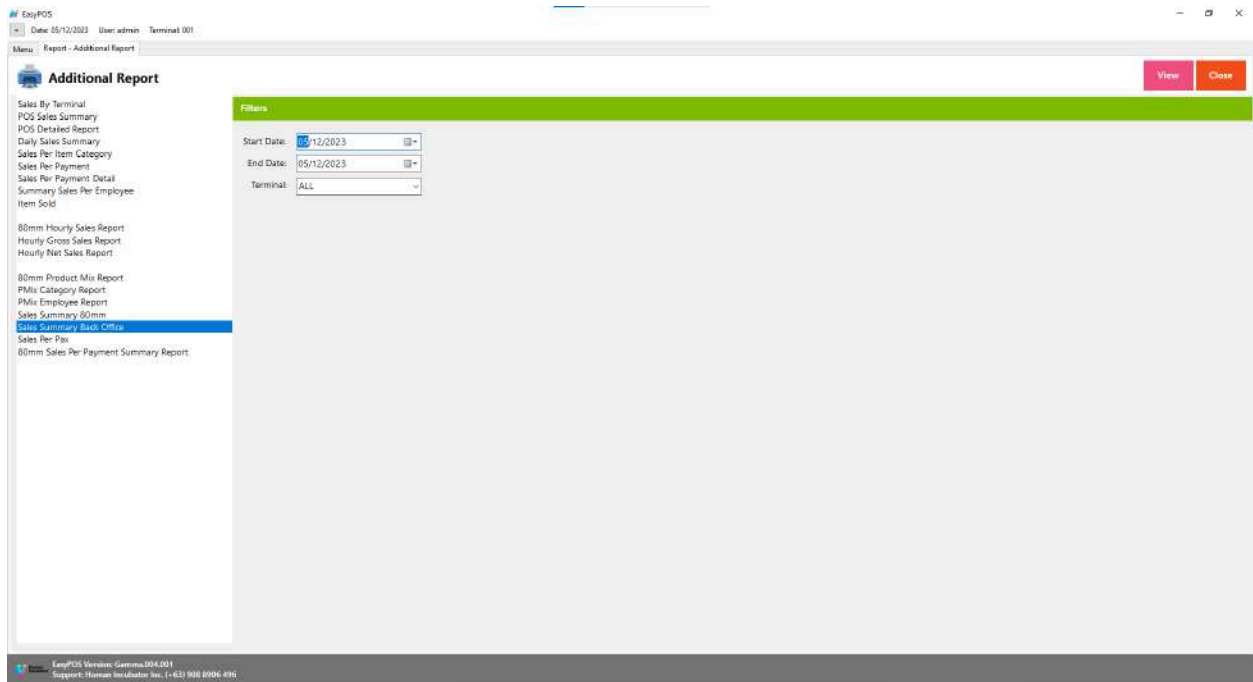 EasyPOS
Date: 05/12/2023 User: admin Terminal: 001
Menu Report - Additional Report
Additional Report
View Close
Sales By Terminal
POS Sales Summary
POS Detailed Report
Daily Sales Summary
Sales Per Item Category
Sales Per Payment
Sales Per Payment Detail
Summary Sales Per Employee
Item Sold
80mm Hourly Sales Report
Hourly Gross Sales Report
Hourly Net Sales Report
80mm Product Mix Report
PMix Category Report
PMix Employee Report
Sales Summary 80mm
Sales Summary Back Office
Sales Per Pax
80mm Sales Per Payment Summary Report
Filters
Start Date: 05/12/2023
End Date: 05/12/2023
Terminal: ALL
EasyPOS Version: Gamma.004.001
Support: Human Incubator Inc. (+63) 908 8906 496